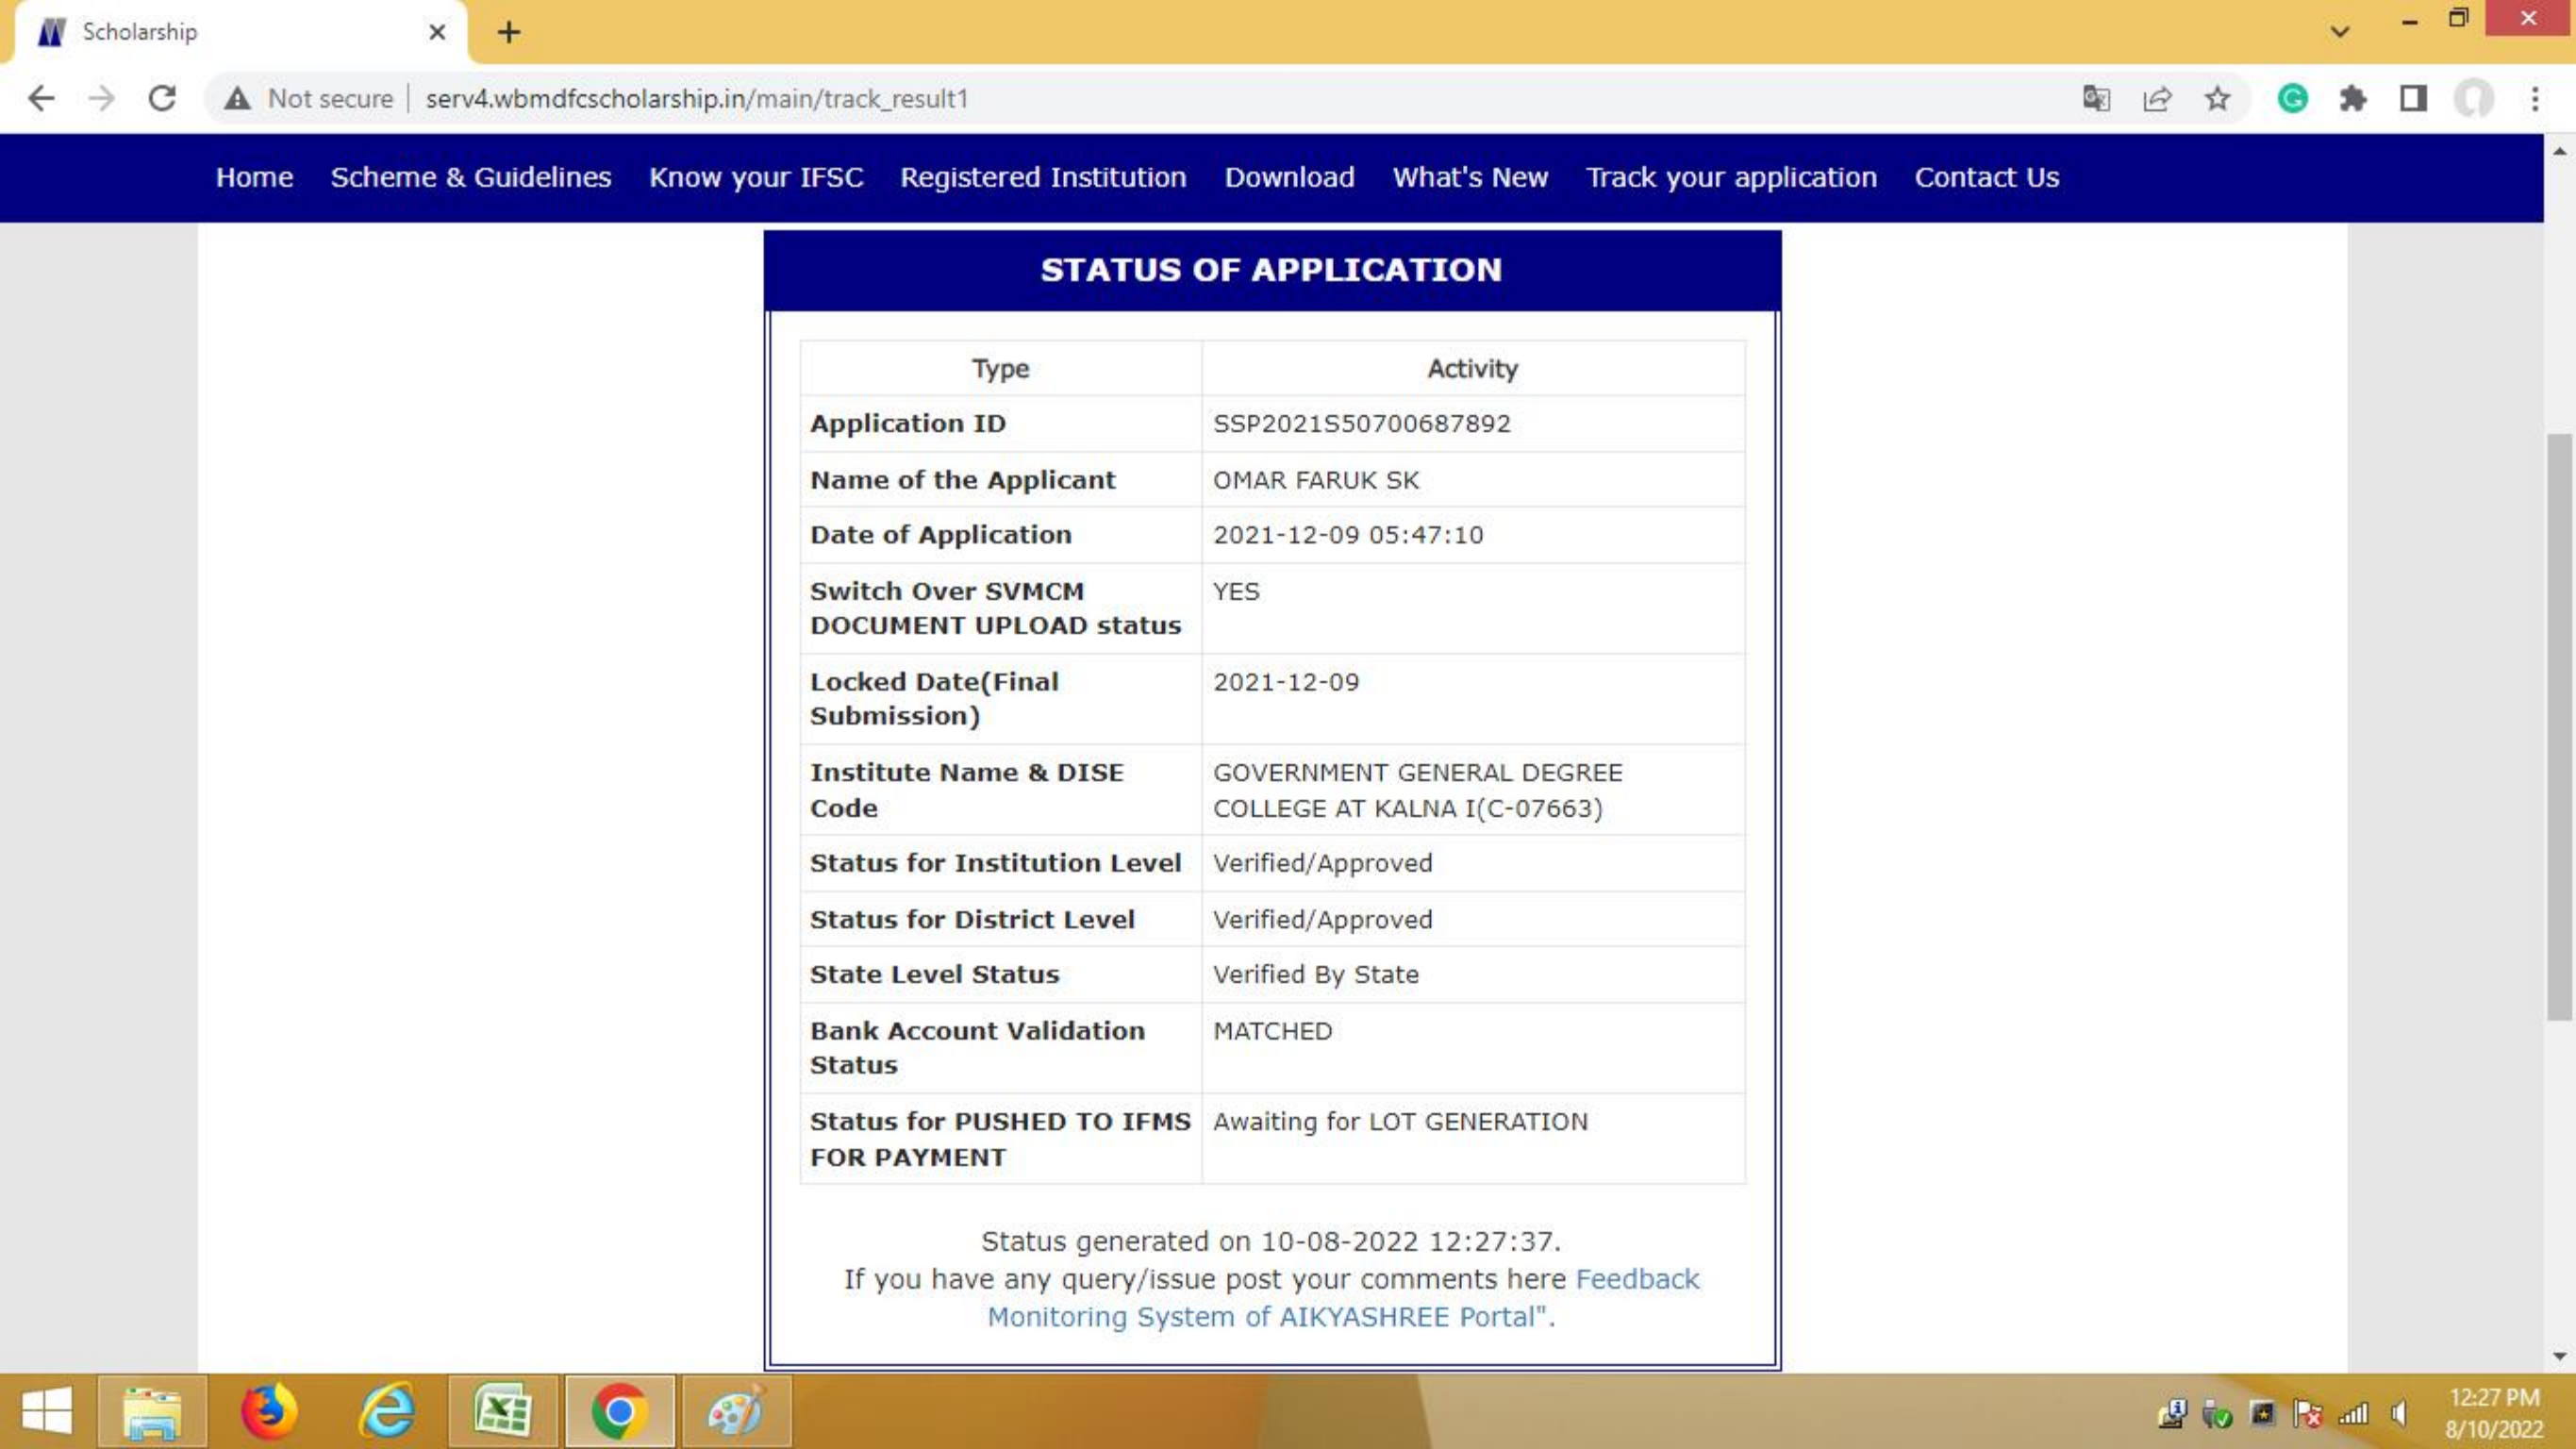 Scholarship
Not secure
serv4.wbmdfcscholarship.in/main/track_result1
Home Scheme & Guidelines Know your IFSC Registered Institution Download What's New Track your application Contact Us
STATUS OF APPLICATION
Type Activity
Application ID SSP2021S50700687892
Name of the Applicant OMAR FARUK SK
Date of Application 2021-12-09 05:47:10
Switch Over SVMCM YES
DOCUMENT UPLOAD status
Locked Date(Final 2021-12-09
Submission)
Institute Name & DISE GOVERNMENT GENERAL DEGREE
Code COLLEGE AT KALNA I(C-07663)
Status for Institution Level Verified/Approved
Status for District Level Verified/Approved
State Level Status Verified By State
Bank Account Validation MATCHED
Status
Status for PUSHED TO IFMS Awaiting for LOT GENERATION
FOR PAYMENT
Status generated on 10-08-2022 12:27:37.
If you have any query/issue post your comments here Feedback
Monitoring System of AIKYASHREE Portal".
12:27 PM
8/10/2022